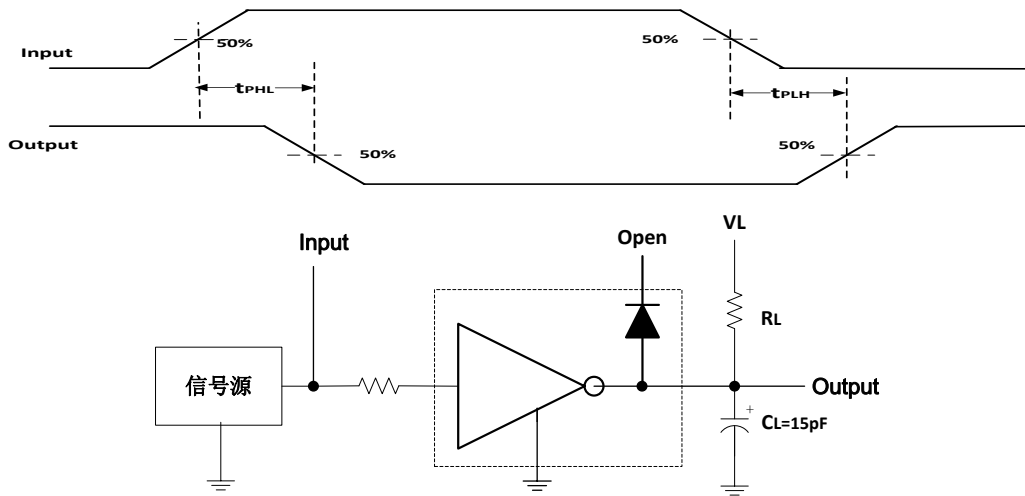 Input
50%
50%
tPHL
tPLH
Output
50%
50%
Input
Open
VL
RL
信号源
Output
CL=15pF
+